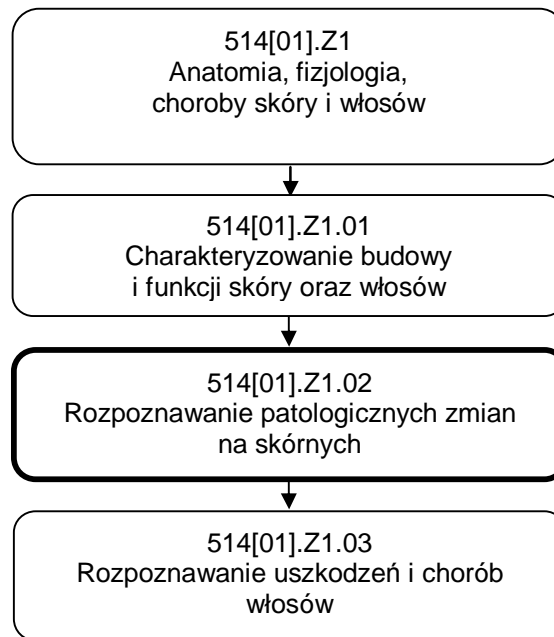 514[01].Z1
Anatomia, fizjologia,
choroby skóry i włosów
514[01].Z1.01
Charakteryzowanie budowy
i funkcji skóry oraz włosów
514[01].Z1.02
Rozpoznawanie patologicznych zmian
na skórnych
514[01].Z1.03
Rozpoznawanie uszkodzeń i chorób
włosów